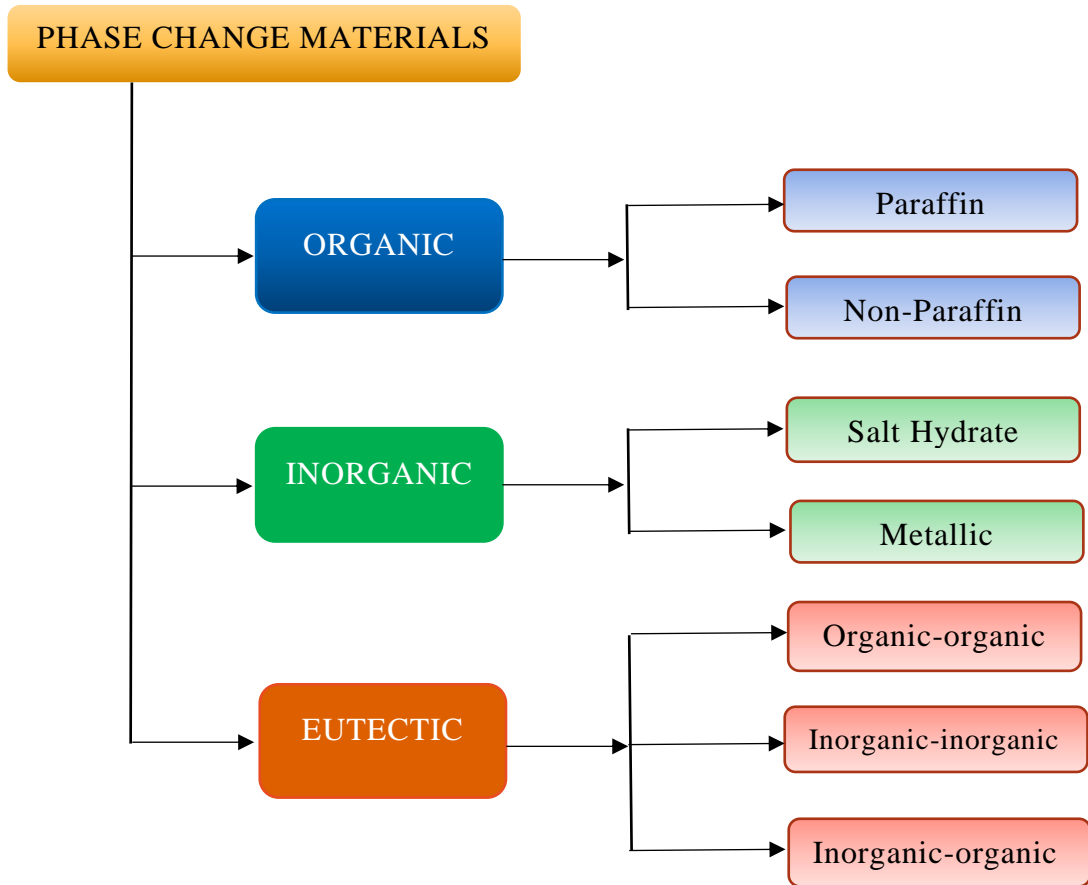 PHASE CHANGE MATERIALS
ORGANIC
Paraffin
Non-Paraffin
INORGANIC
Salt Hydrate
Metallic
EUTECTIC
Organic-organic
Inorganic-inorganic
Inorganic-organic